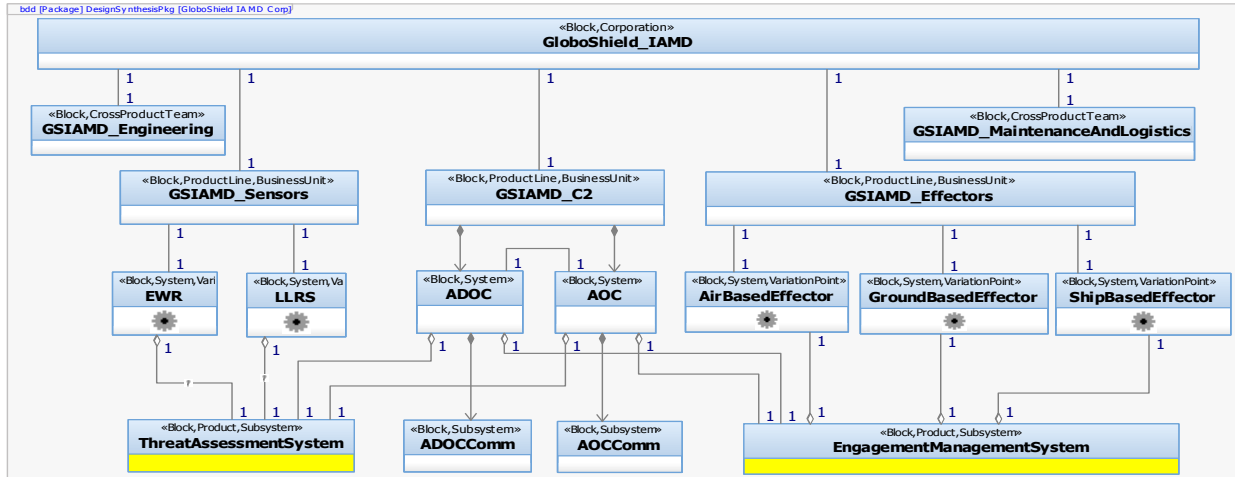 bdd [Package] DesignSynthesisPkg [GloboShield IAMD Corp]
«Block,Corporation»
GloboShield_IAMD
1 1 1 1 1
1 1
«Block,CrossProductTeam»
GSIAMD_Engineering
«Block,CrossProductTeam»
GSIAMD_MaintenanceAndLogistics
1 1 1
«Block,ProductLine,BusinessUnit»
GSIAMD_Sensors
«Block,ProductLine,BusinessUnit»
GSIAMD_C2
«Block,ProductLine,BusinessUnit»
GSIAMD_Effectors
1 1 1 1 1
1 1 1 1 1 1 1
«Block,System,Vari
EWR
«Block,System,Va
LLRS
«Block,System»
ADOC
«Block,System»
AOC
«Block,System,VariationPoint»
AirBasedEffector
«Block,System,VariationPoint»
GroundBasedEffector
«Block,System,VariationPoint»
ShipBasedEffector
1 1 1 1 1 1 1 1 1
1 1 1 1 1 1 1 1 1
«Block,Product,Subsystem»
ThreatAssessmentSystem
«Block,Subsystem»
ADOCComm
«Block,Subsystem»
AOCComm
«Block,Product,Subsystem»
EngagementManagementSystem